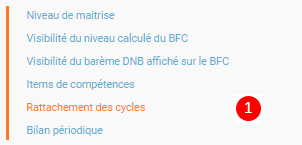 Niveau de maitrise
Visibilité du niveau calculé du BFC
Visibilité du barème DNB affiché sur le BFC
Items de compétences
Rattachement des cycles
1
Bilan périodique